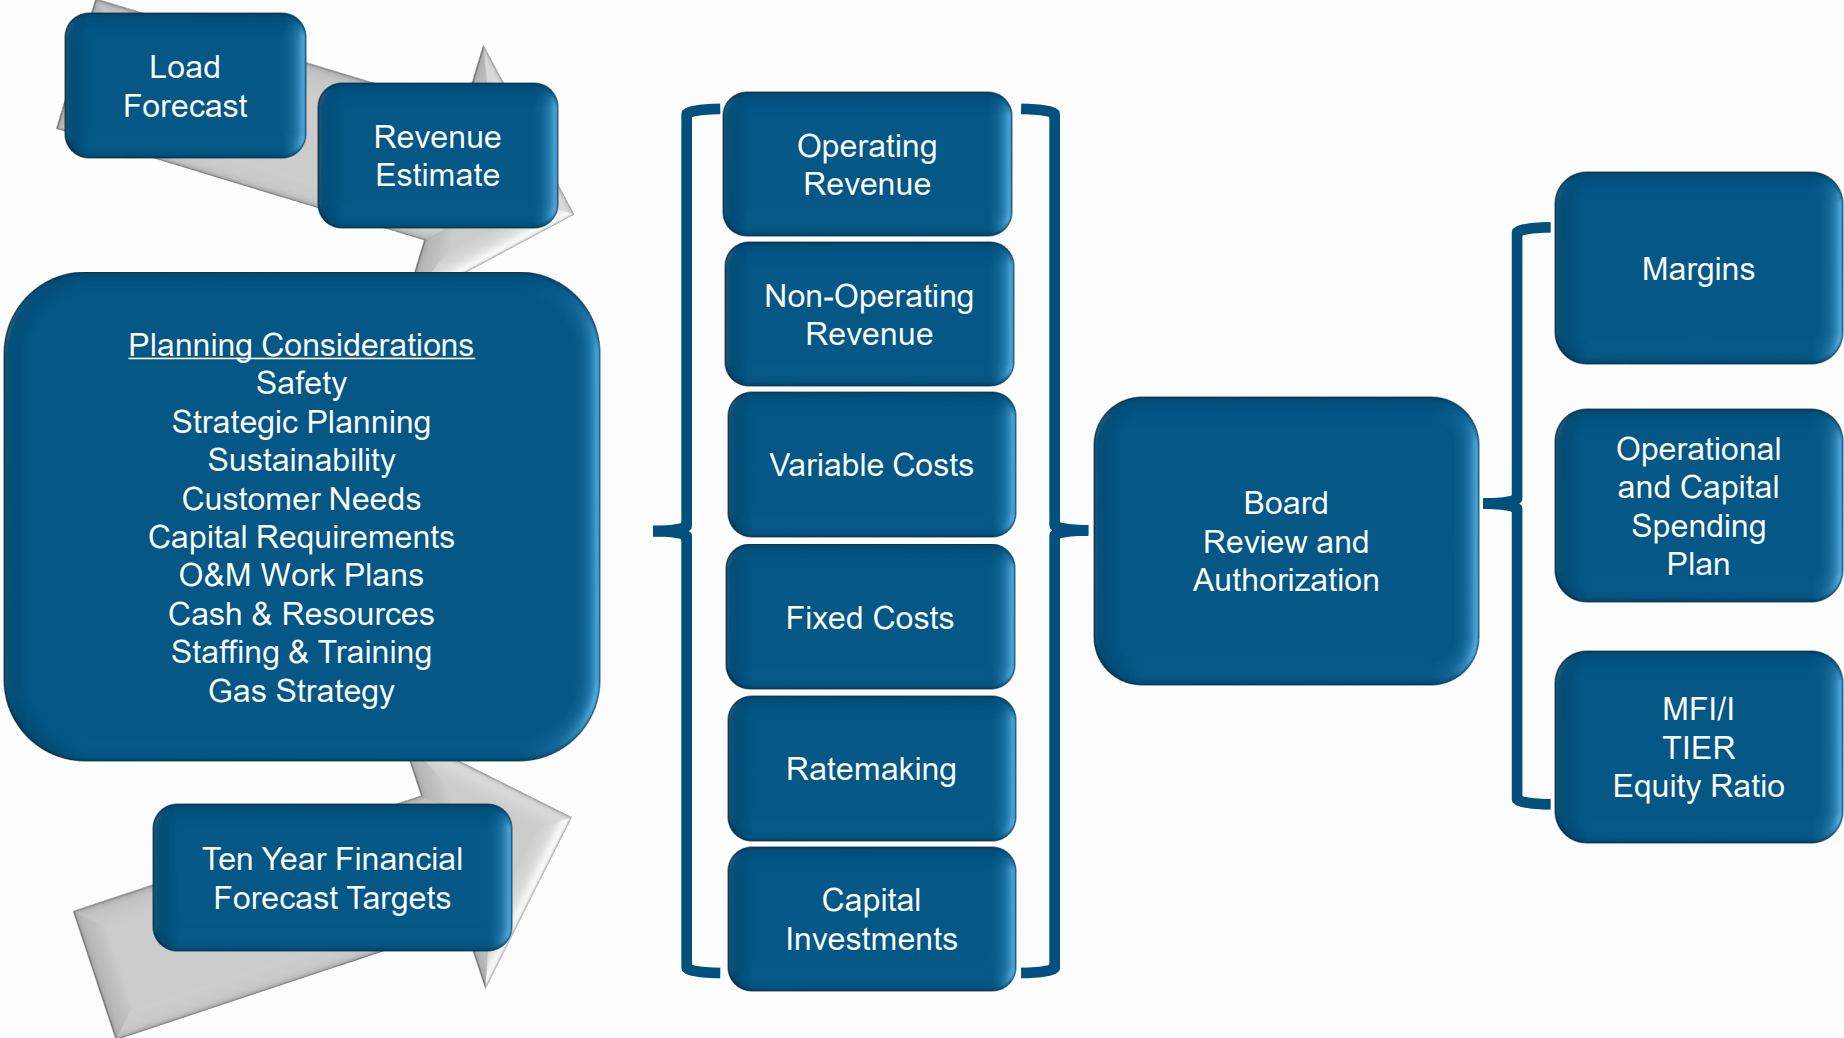 Load
Forecast
Revenue
Estimate
Planning Considerations
Safety
Strategic Planning
Sustainability
Customer Needs
Capital Requirements
O&M Work Plans
Cash & Resources
Staffing & Training
Gas Strategy
Ten Year Financial
Forecast Targets
Operating
Revenue
Non-Operating
Revenue
Variable Costs
Fixed Costs
Ratemaking
Capital
Investments
Board
Review and
Authorization
Margins
Operational
and Capital
Spending
Plan
MFI/I
TIER
Equity Ratio